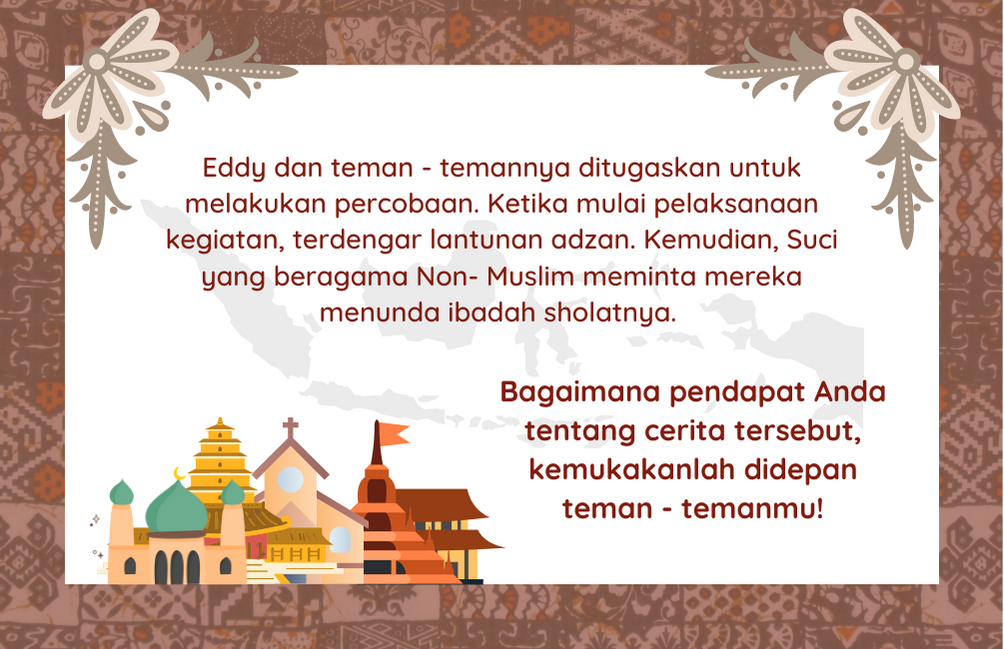 Eddy dan teman - temannya ditugaskan untuk
melakukan percobaan. Ketika mulai pelaksanaan
kegiatan, terdengar lantunan adzan. Kemudian, Suci
yang beragama Non- Muslim meminta mereka
menunda ibadah sholatnya.
Bagaimana pendapat Anda
tentang cerita tersebut,
kemukakanlah didepan
teman - temanmu!